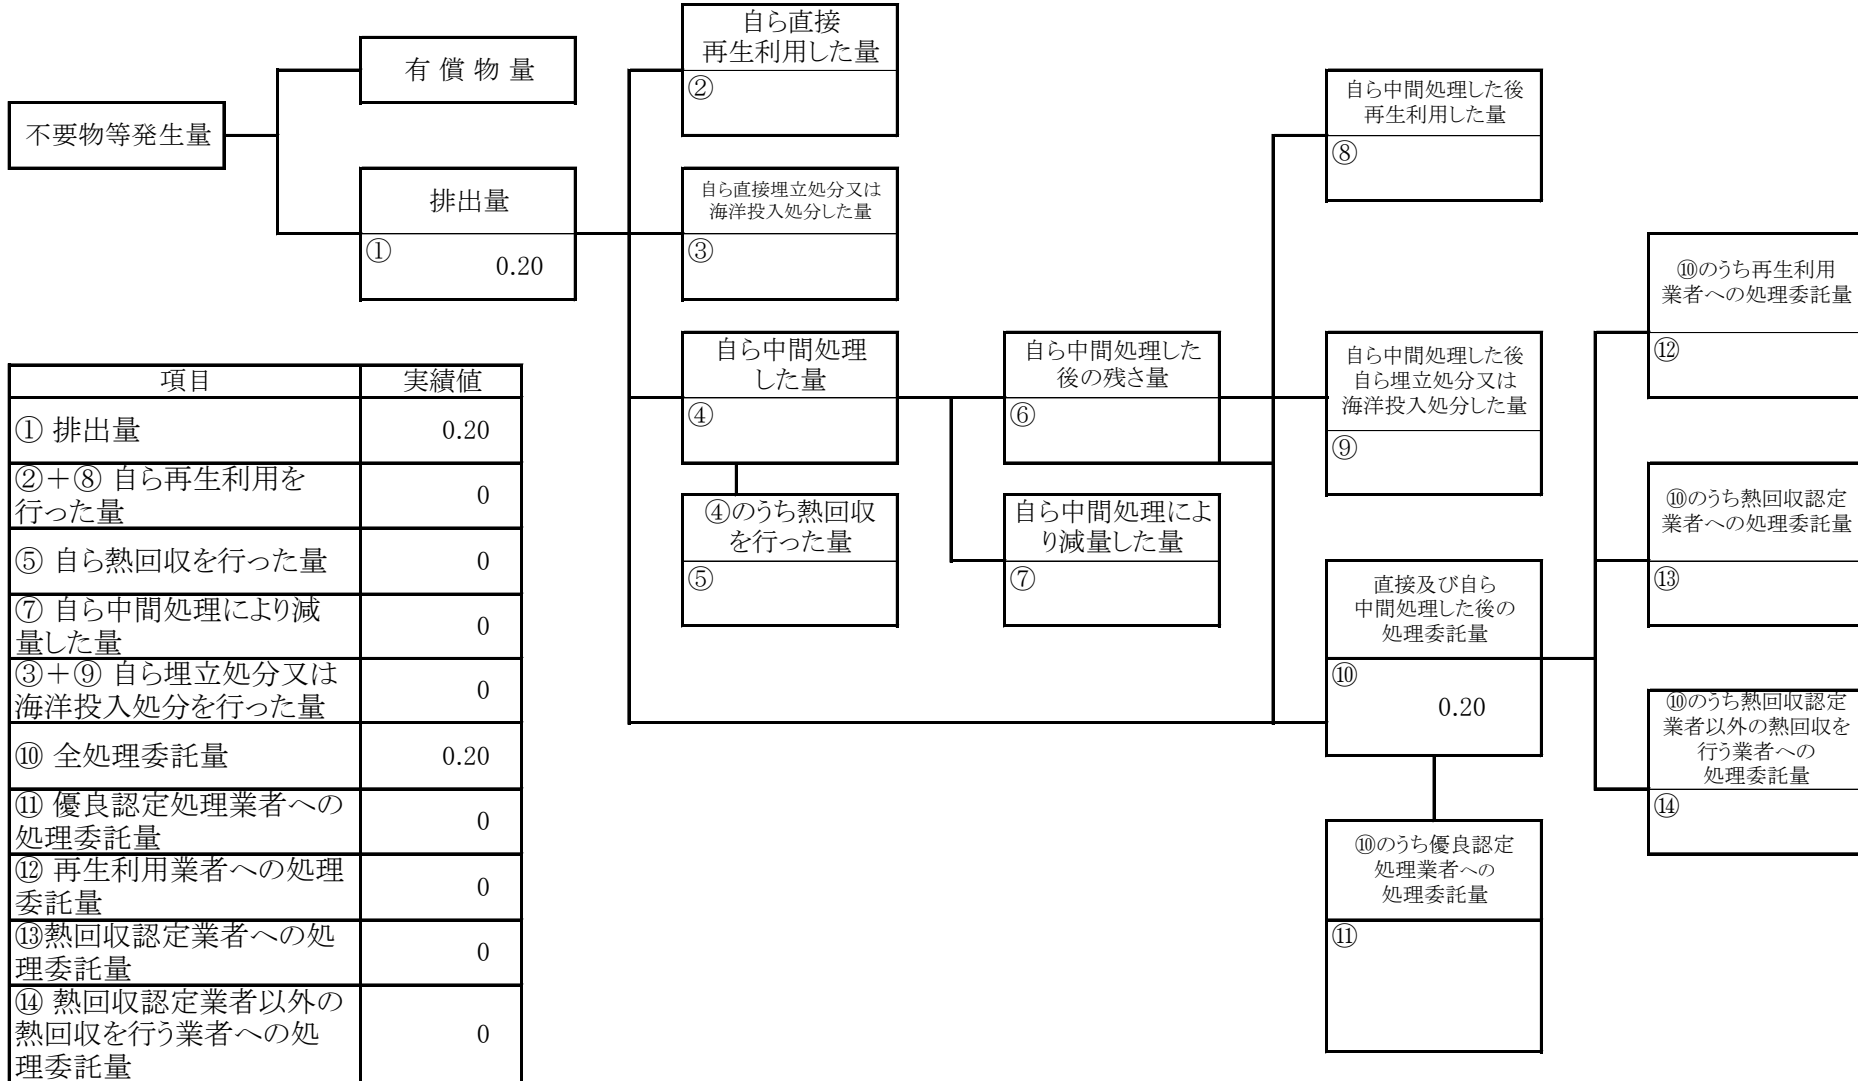 不要物等発生量
有 償 物 量
排出量
①
0.20
自ら直接
再生利用した量
②
自ら直接埋立処分又は
海洋投入処分した量
③
自ら中間処理
した量
④
④のうち熱回収
を行った量
⑤
自ら中間処理した
後の残さ量
⑥
自ら中間処理によ
り減量した量
⑦
自ら中間処理した後
再生利用した量
⑧
自ら中間処理した後
自ら埋立処分又は
海洋投入処分した量
⑨
直接及び自ら
中間処理した後の
処理委託量
⑩
0.20
⑩のうち優良認定
処理業者への
処理委託量
⑪
⑩のうち再生利用
業者への処理委託量
⑫
⑩のうち熱回収認定
業者への処理委託量
⑬
⑩のうち熱回収認定
業者以外の熱回収を
行う業者への
処理委託量
⑭
項目 実績値
① 排出量 0.20
②＋⑧ 自ら再生利用を
行った量 0
⑤ 自ら熱回収を行った量 0
⑦ 自ら中間処理により減
量した量 0
③＋⑨ 自ら埋立処分又は
海洋投入処分を行った量 0
⑩ 全処理委託量 0.20
⑪ 優良認定処理業者への
処理委託量 0
⑫ 再生利用業者への処理
委託量 0
⑬熱回収認定業者への処
理委託量 0
⑭ 熱回収認定業者以外の
熱回収を行う業者への処
理委託量 0